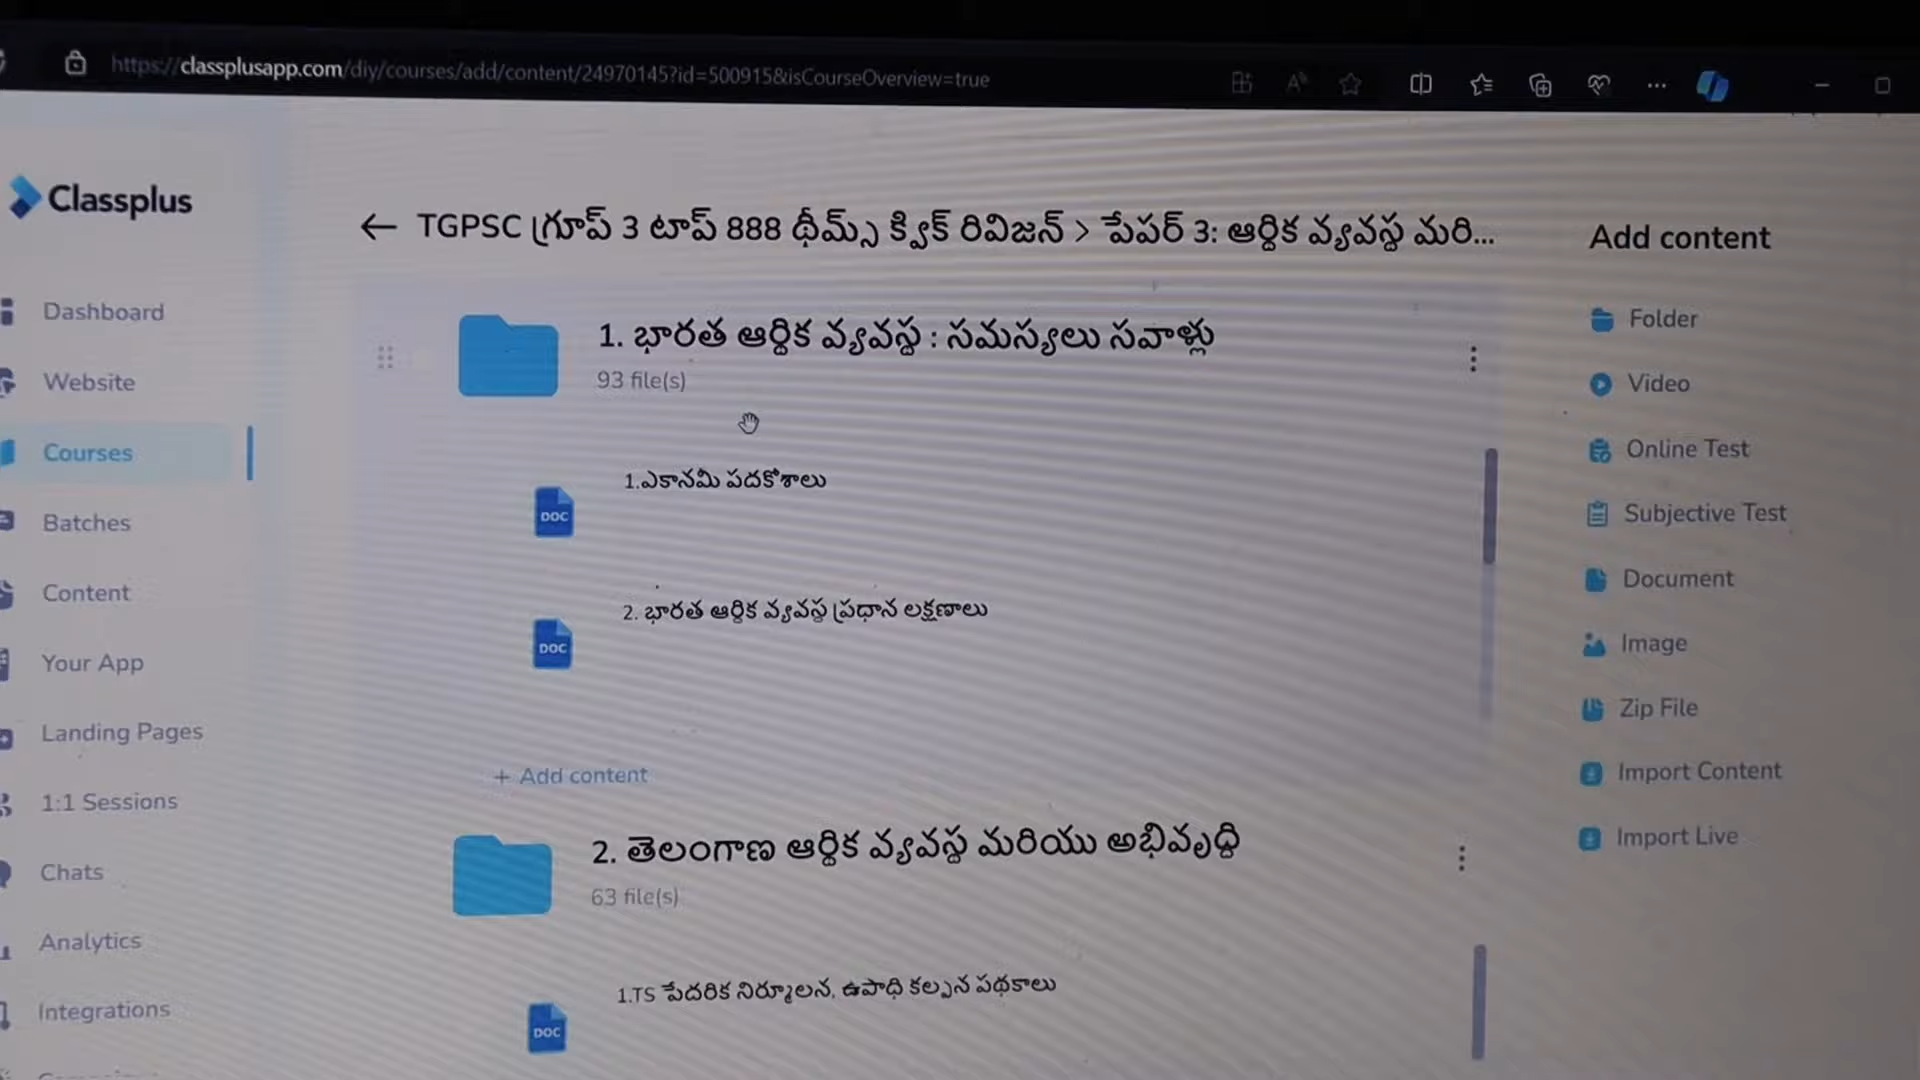 https://classplusapp.com/diy/courses/add/content/24970145?id=500915&isCourseOverview=true
Classplus
← TGPSC గ్రూప్ 3 టాప్ 888 థీమ్స్ క్విక్ రివిజన్ > పేపర్ 3: ఆర్థిక వ్యవస్థ మరి...
Add content
Dashboard
Website
Courses
Batches
Content
Your App
Landing Pages
1:1 Sessions
Chats
Analytics
Integrations
1. భారత ఆర్థిక వ్యవస్థ : సమస్యలు సవాళ్లు
93 file(s)
1.ఎకానమీ పదకోశాలు
DOC
2. భారత ఆర్థిక వ్యవస్థ ప్రధాన లక్షణాలు
DOC
+ Add content
2. తెలంగాణ ఆర్థిక వ్యవస్థ మరియు అభివృద్ధి
63 file(s)
1.TS పేదరిక నిర్మూలన, ఉపాధి కల్పన పథకాలు
DOC
Folder
Video
Online Test
Subjective Test
Document
Image
Zip File
Import Content
Import Live